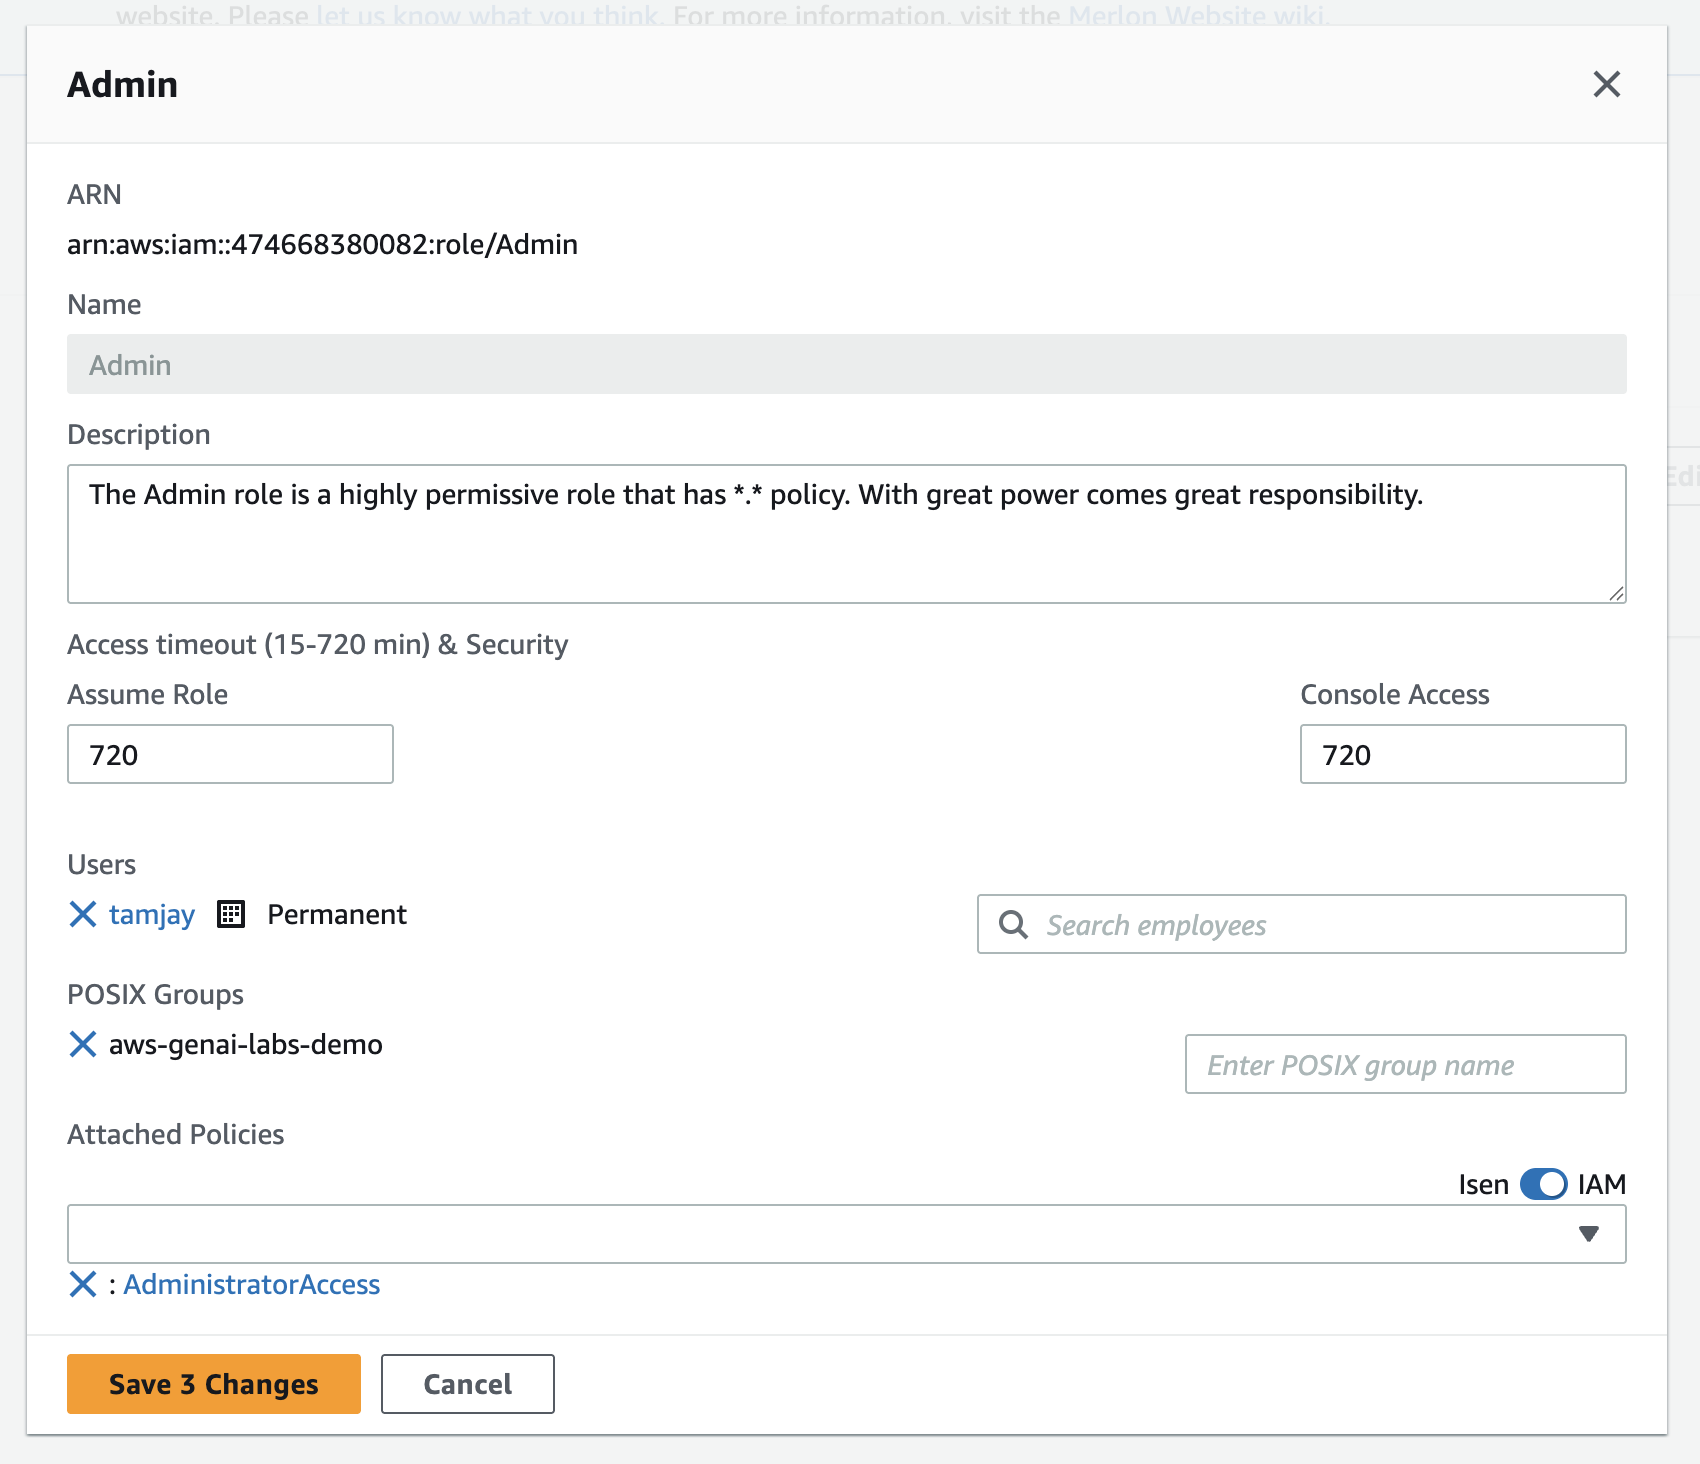 website. Please let us know what you think. For more information, visit the Merlon Website wiki.
Admin
ARN
arn:aws:iam::474668380082:role/Admin
Name
Admin
Description
The Admin role is a highly permissive role that has *.* policy. With great power comes great responsibility.
Access timeout (15-720 min) & Security
Assume Role
Console Access
720
720
Users
tamjay Permanent
Search employees
POSIX Groups
aws-genai-labs-demo
Enter POSIX group name
Attached Policies
Isen IAM
: AdministratorAccess
Save 3 Changes
Cancel